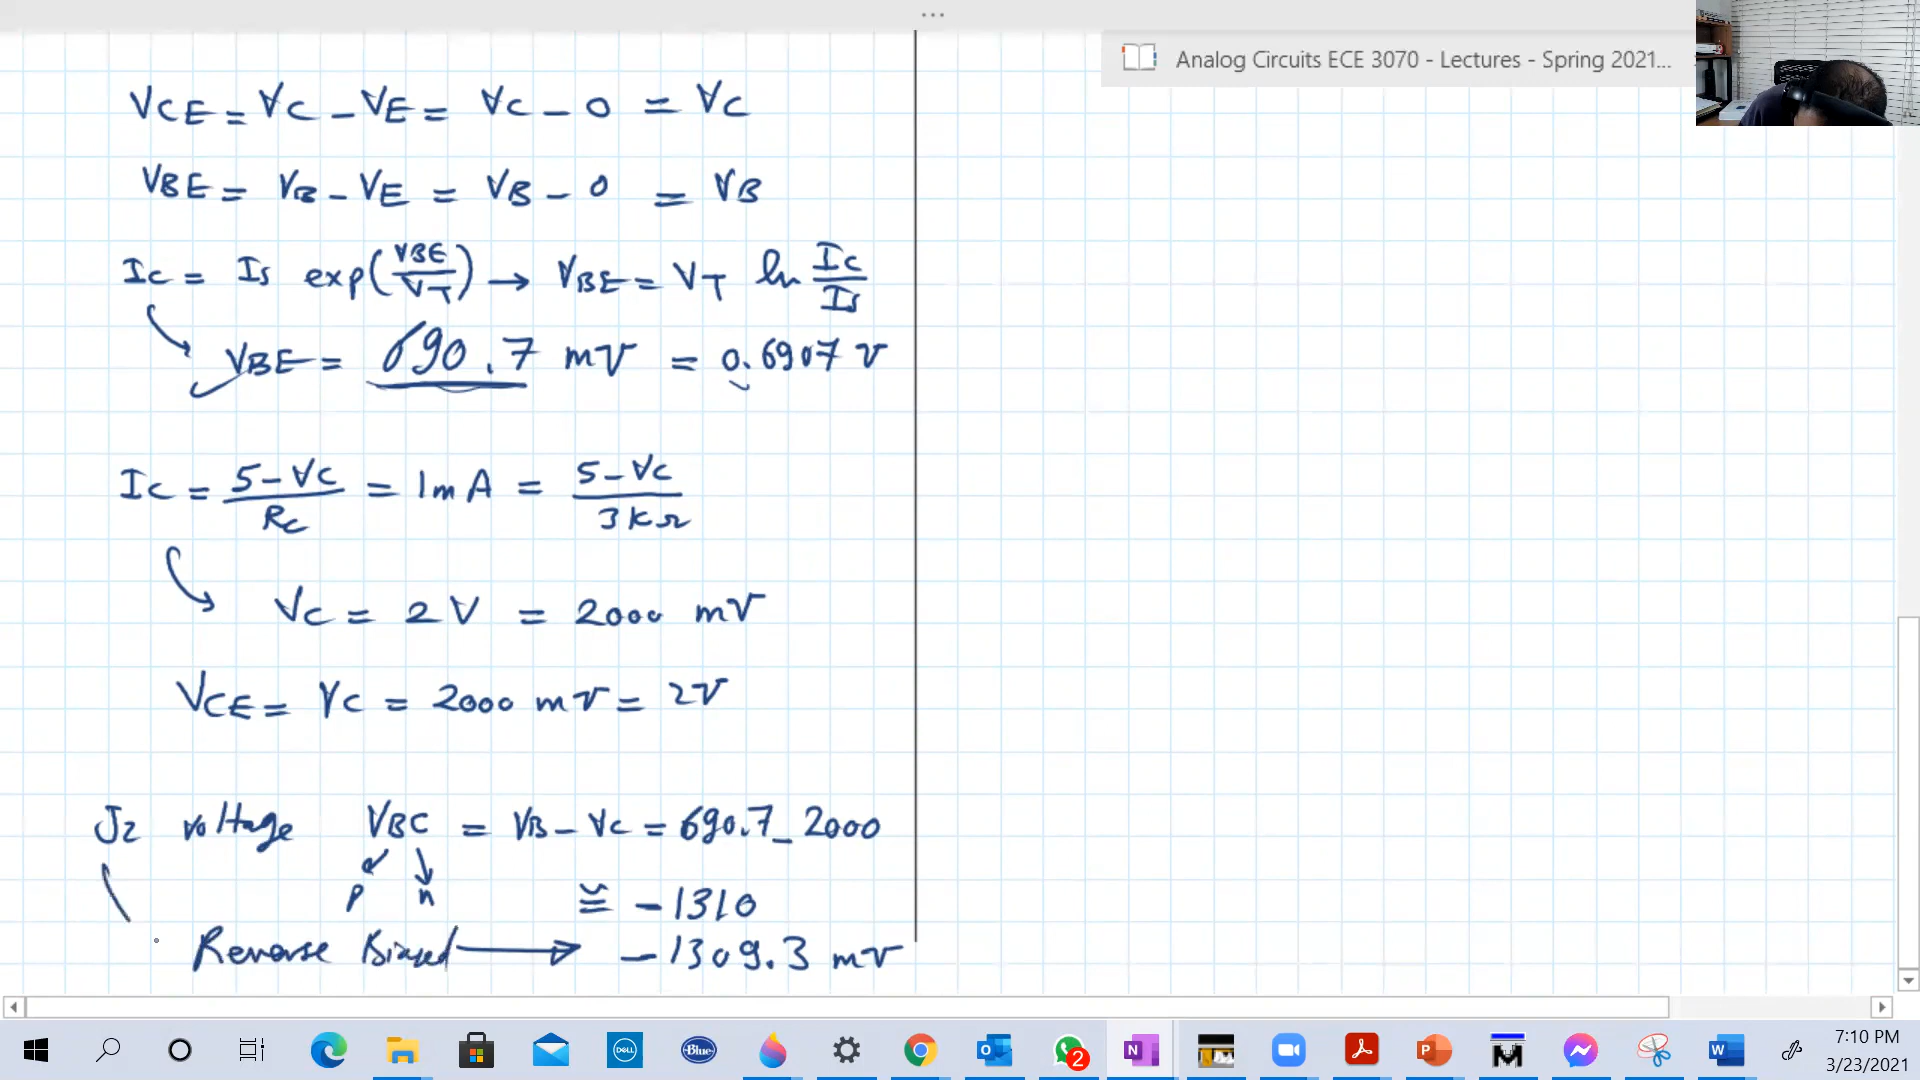 ...
Analog Circuits ECE 3070 - Lectures - Spring 2021...
VCE = VC - VE = VC - 0 = VC
VBE = VB - VE = VB - 0 = VB
IC = IS exp(VBE/VT) → VBE = VT ln IC/IS
VBE = 690.7 mV = 0.6907 V
IC = 5-VC/RC = 1mA = 5-VC/3KΩ
VC = 2V = 2000 mV
VCE = VC = 2000 mV = 2V
J2 voltage VBC = VB - VC = 690.7 - 2000
P n ≅ -1310
Reverse Biased → -1309.3 mV
DELL
Blue
2
7:10 PM
3/23/2021